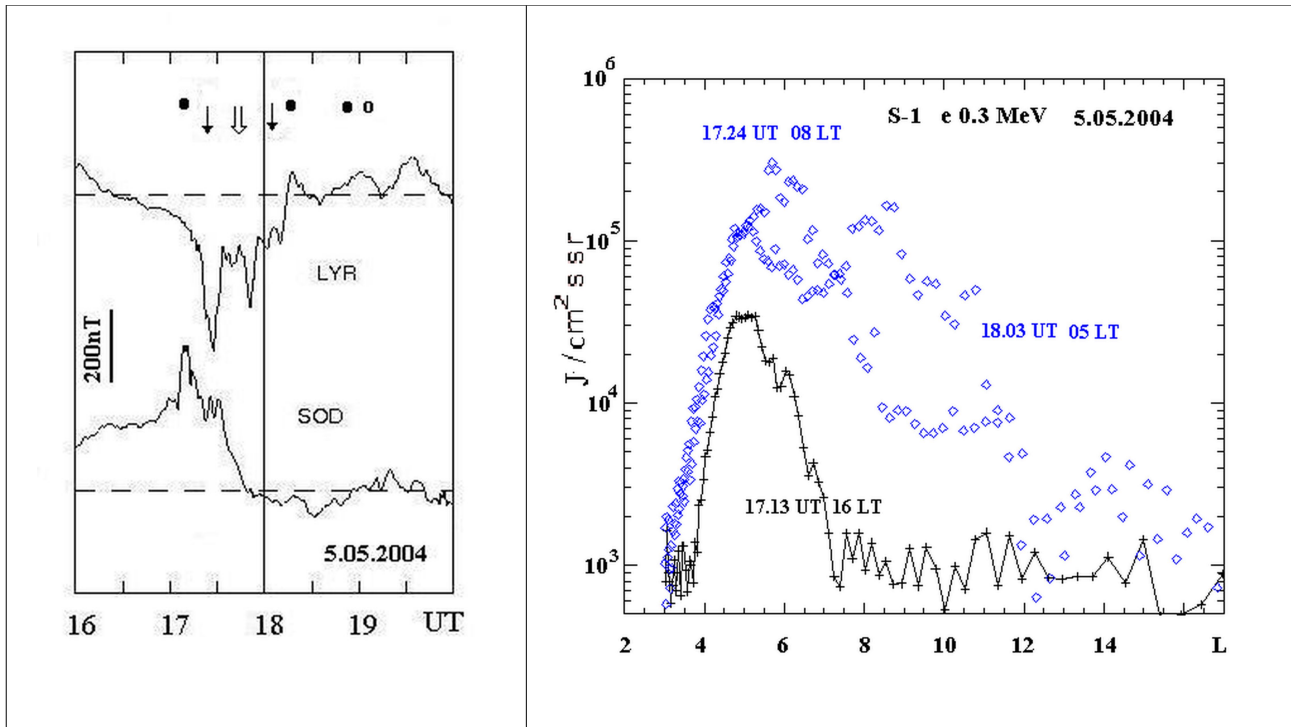 LYR
200nT
SOD
5.05.2004
16 17 18 19 UT
10^6
S-1 e 0.3 MeV 5.05.2004
17.24 UT 08 LT
10^5
J/cm^2 s sr
18.03 UT 05 LT
10^4
17.13 UT 16 LT
10^3
2 4 6 8 10 12 14 L